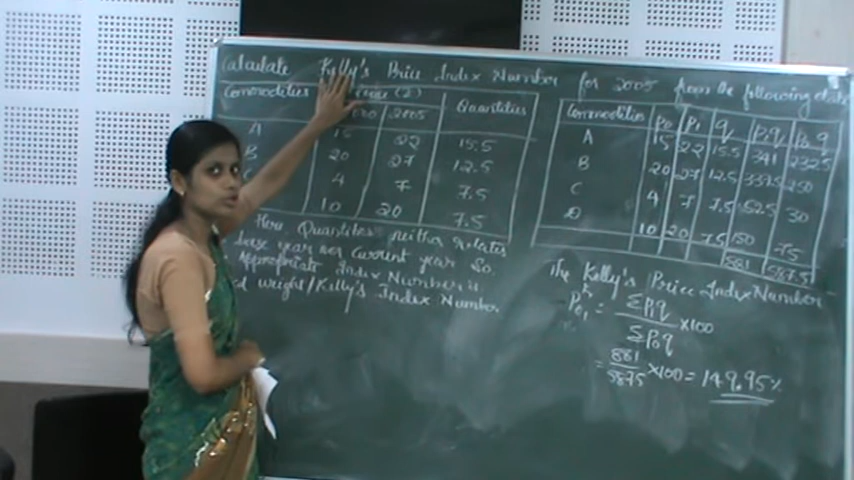 Calculate Kelly's Price Index Number for 2005 from the following data
Commodities 2005 Quantities
A 15 22 15.5
B 20 27 12.5
4 7 7.5
10 20 7.5
Here Quantities neither relates
base year nor Current year So
Appropriate Index Number is
weight/Kelly's Index Number
Commodities P₀ P₁ q P₁q P₀q
A 15 22 15.5 341 232.5
B 20 27 12.5 337.5 250
C 4 7 7.5 52.5 30
D 10 20 7.5 150 75
881 587.5
The Kelly's Price Index Number
P₀₁ᴷ = ΣP₁q / ΣP₀q ×100
= 881 / 587.5 ×100 = 149.95%